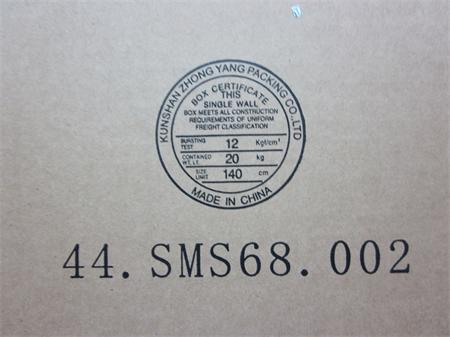 KUNSHAN ZHONG YANG PACKING CO., LTD
BOX CERTIFICATE
THIS
SINGLE WALL
BOX MEETS ALL CONSTRUCTION
REQUIREMENTS OF UNIFORM
FREIGHT CLASSIFICATION
BURSTING TEST 12 Kgf/cm²
CONTAINED WT. LT. 20 kg
SIZE UNIT 140 cm
MADE IN CHINA
44.SMS68.002